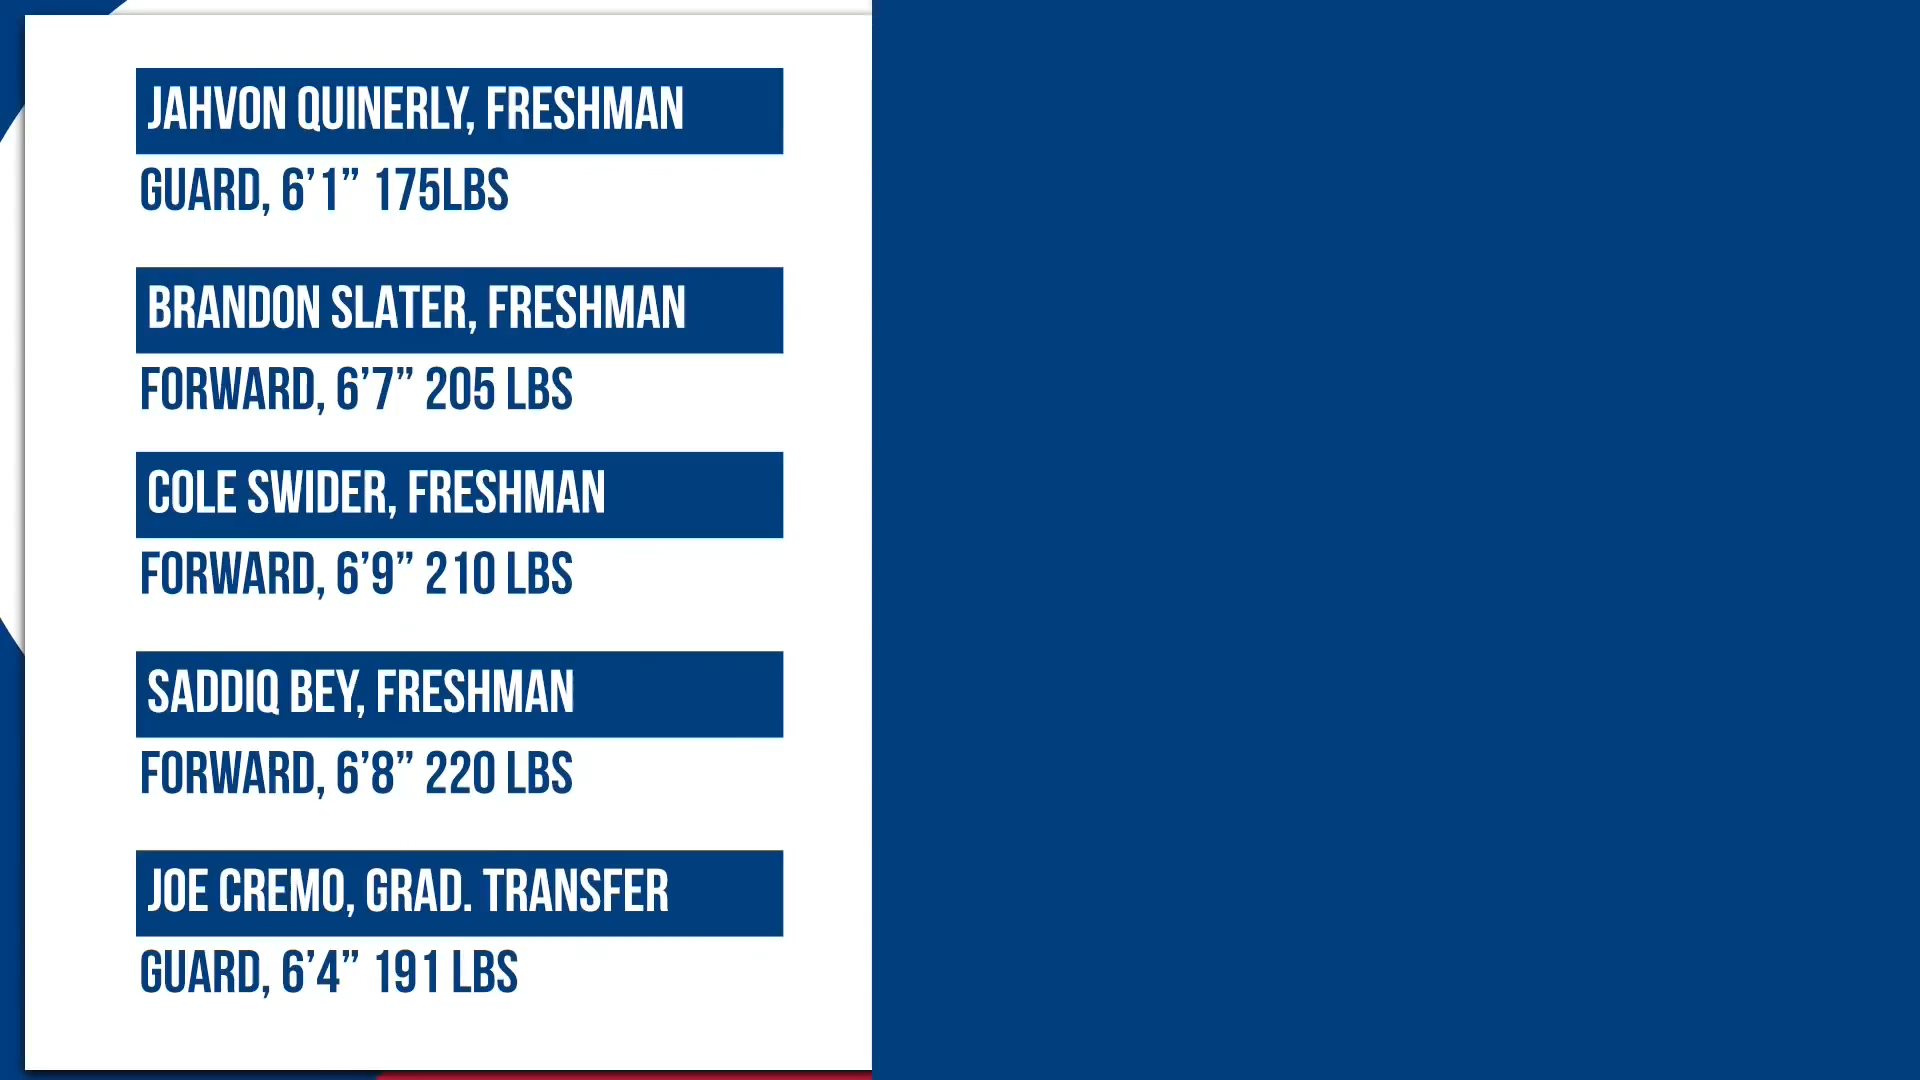 JAHVON QUINERLY, FRESHMAN
GUARD, 6’1” 175LBS
BRANDON SLATER, FRESHMAN
FORWARD, 6’7” 205 LBS
COLE SWIDER, FRESHMAN
FORWARD, 6’9” 210 LBS
SADDIQ BEY, FRESHMAN
FORWARD, 6’8” 220 LBS
JOE CREMO, GRAD. TRANSFER
GUARD, 6’4” 191 LBS